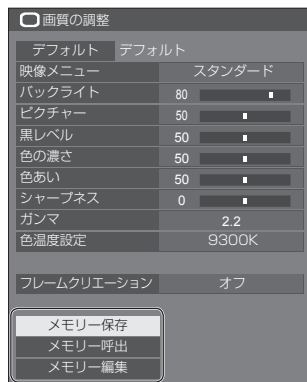 画質の調整
デフォルト デフォルト
映像メニュー スタンダード
バックライト 80
ピクチャー 50
黒レベル 50
色の濃さ 50
色あい 50
シャープネス 0
ガンマ 2.2
色温度設定 9300K
フレームクリエーション オフ
メモリー保存
メモリー呼出
メモリー編集